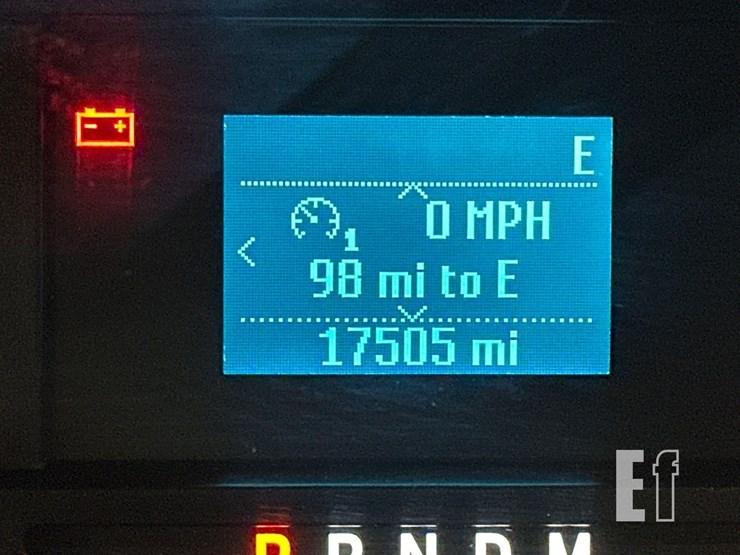 - +
E
0 MPH
1
98 mi to E
17505 mi
Ef
P R N D M